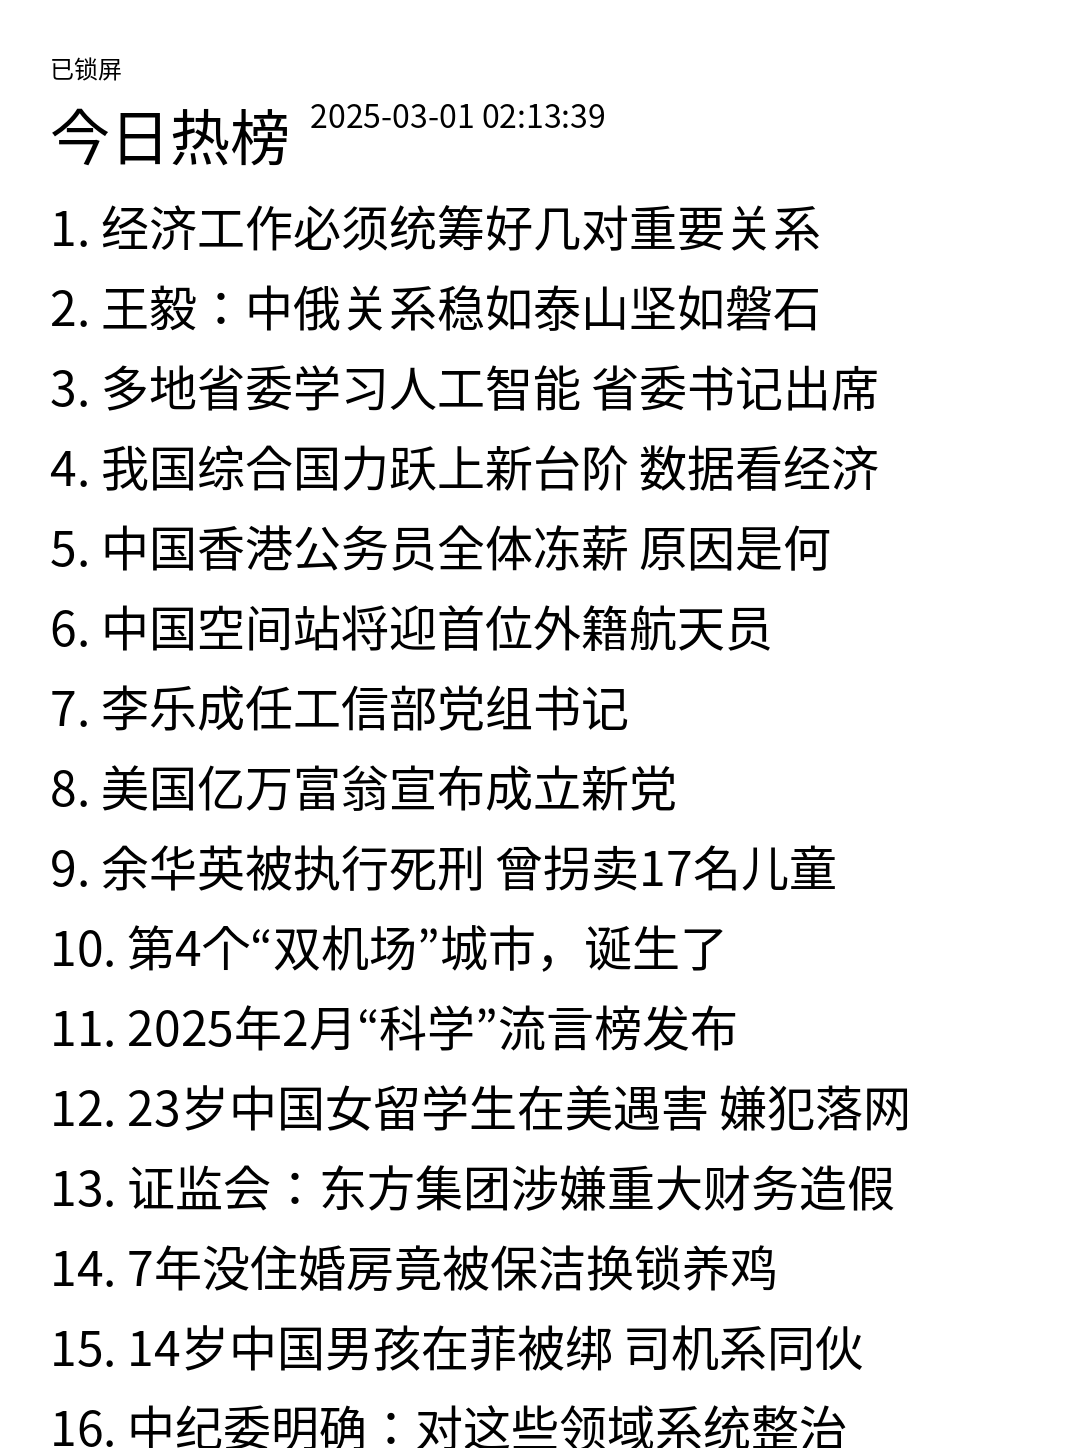 已锁屏
今日热榜 2025-03-01 02:13:39
1. 经济工作必须统筹好几对重要关系
2. 王毅：中俄关系稳如泰山坚如磐石
3. 多地省委学习人工智能 省委书记出席
4. 我国综合国力跃上新台阶 数据看经济
5. 中国香港公务员全体冻薪 原因是何
6. 中国空间站将迎首位外籍航天员
7. 李乐成任工信部党组书记
8. 美国亿万富翁宣布成立新党
9. 余华英被执行死刑 曾拐卖17名儿童
10. 第4个“双机场”城市，诞生了
11. 2025年2月“科学”流言榜发布
12. 23岁中国女留学生在美遇害 嫌犯落网
13. 证监会：东方集团涉嫌重大财务造假
14. 7年没住婚房竟被保洁换锁养鸡
15. 14岁中国男孩在菲被绑 司机系同伙
16. 中纪委明确：对这些领域系统整治